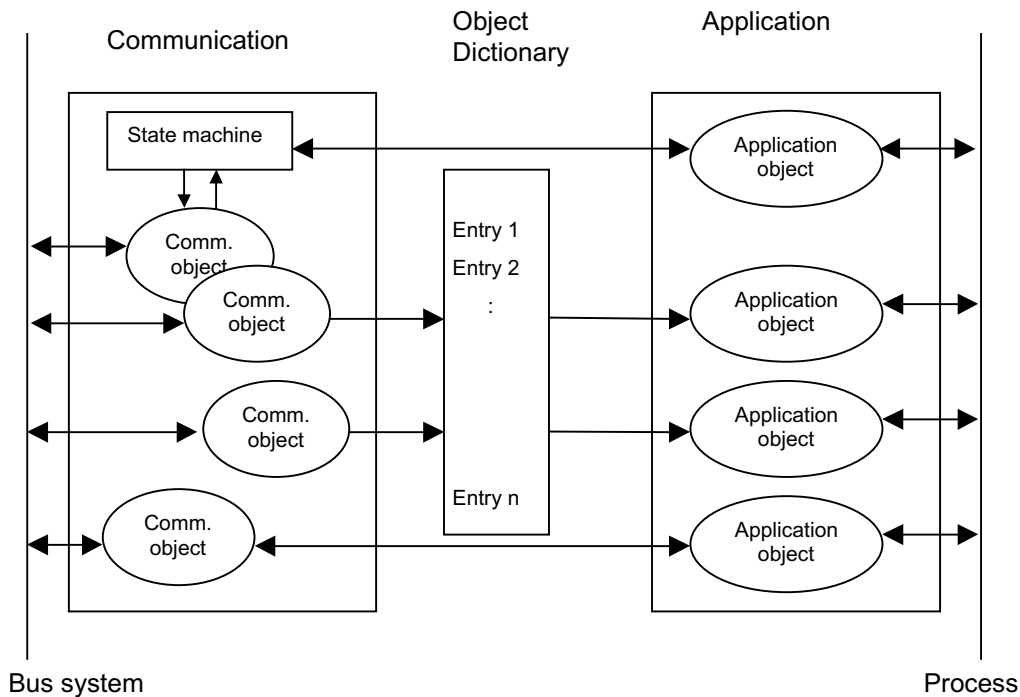 Communication
Object
Dictionary
Application
State machine
Application
object
Comm.
object
Entry 1
Entry 2
:
Comm.
object
Application
object
Comm.
object
Application
object
Entry n
Comm.
object
Application
object
Bus system
Process